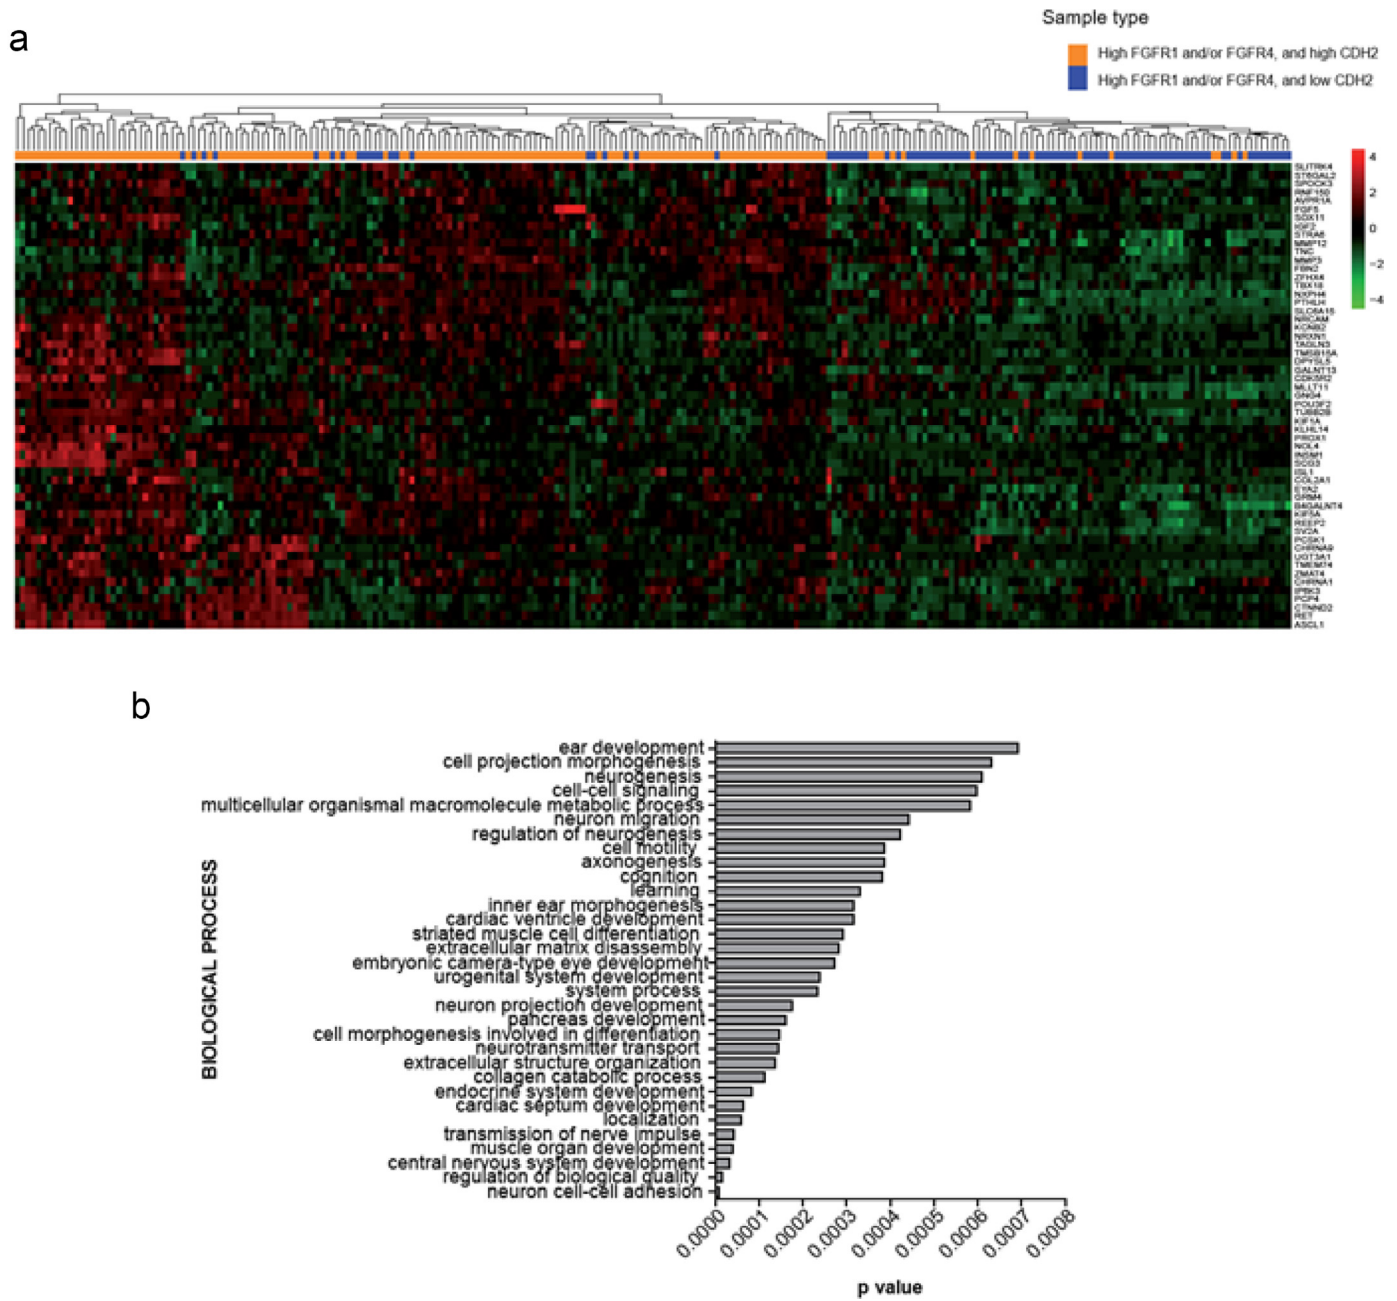 a
Sample type
High FGFR1 and/or FGFR4, and high CDH2
High FGFR1 and/or FGFR4, and low CDH2
4
2
0
−2
−4
SLITRK4
ST6GAL2
SPOCK3
RNF150
AVPR1A
FGF5
SOX11
IGF2
STRA6
MMP12
TNC
MMP3
FBN2
ZFHX4
TBX18
NXPH4
PTHLH
SLC6A15
NRCAM
KCNB2
NRXN1
TAGLN3
TMSB15A
DPYSL5
GALNT13
CDK5R2
MLLT11
GNG4
POU3F2
TUBB2B
KIF1A
KLHL14
PROX1
NOL4
INSM1
SCG3
ISL1
COL2A1
EYA2
GRM4
B4GALNT4
KIF5A
REEP2
SV2A
PCSK1
CHRNA9
UGT3A1
TMEM74
ZMAT4
CHRNA1
IP6K3
PCP4
CTNND2
RET
ASCL1
b
BIOLOGICAL PROCESS
ear development
cell projection morphogenesis
neurogenesis
cell-cell signaling
multicellular organismal macromolecule metabolic process
neuron migration
regulation of neurogenesis
cell motility
axonogenesis
cognition
learning
inner ear morphogenesis
cardiac ventricle development
striated muscle cell differentiation
extracellular matrix disassembly
embryonic camera-type eye development
urogenital system development
system process
neuron projection development
pancreas development
cell morphogenesis involved in differentiation
neurotransmitter transport
extracellular structure organization
collagen catabolic process
endocrine system development
cardiac septum development
localization
transmission of nerve impulse
muscle organ development
central nervous system development
regulation of biological quality
neuron cell-cell adhesion
0.0000
0.0001
0.0002
0.0003
0.0004
0.0005
0.0006
0.0007
0.0008
p value